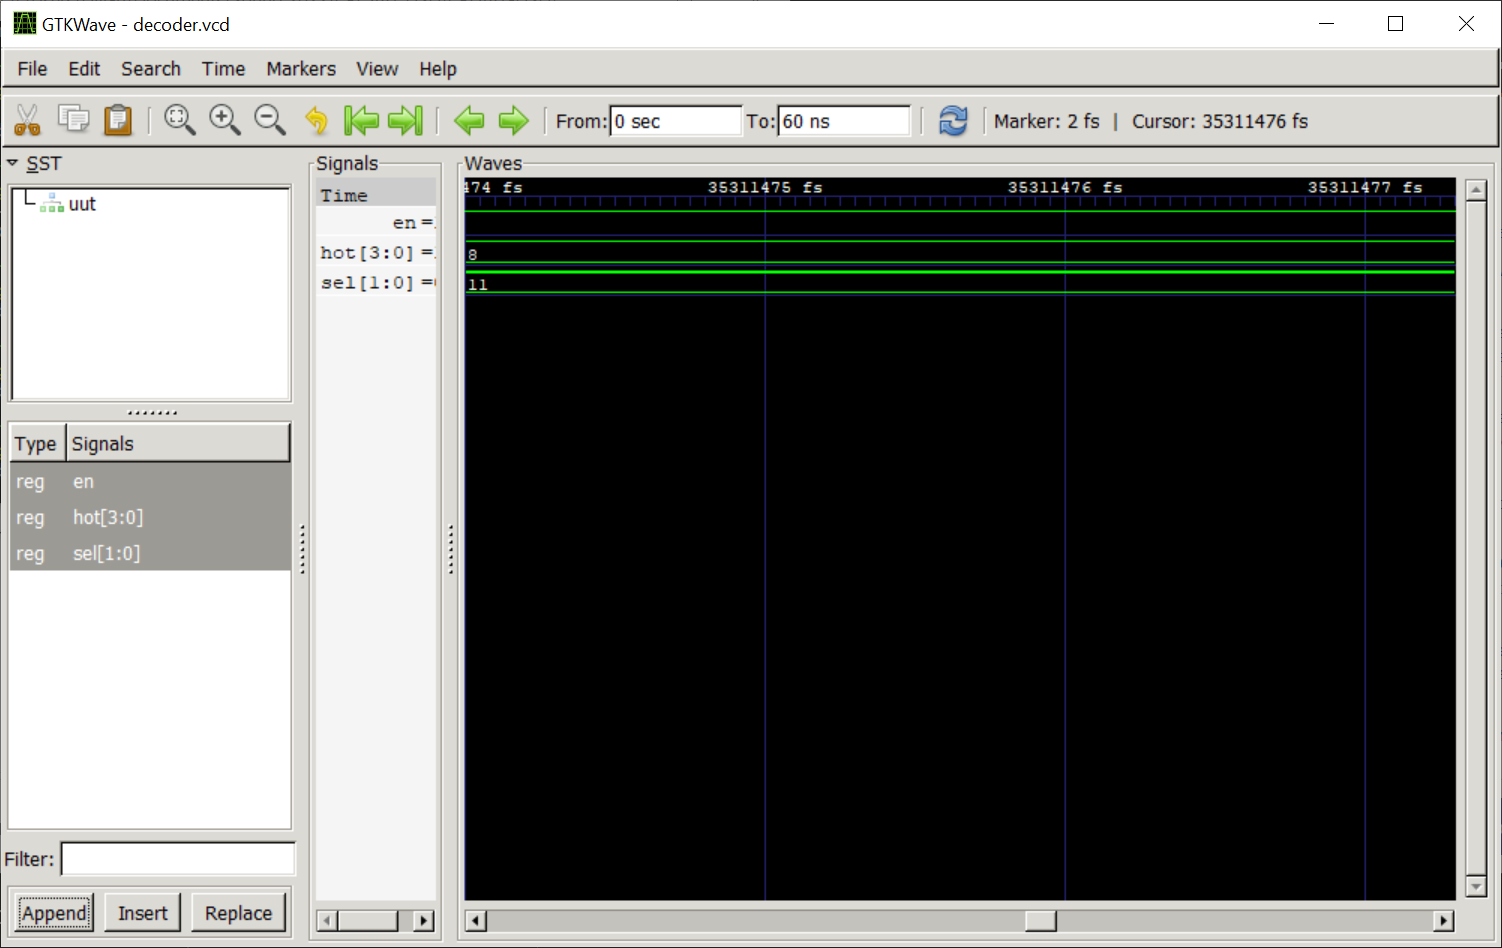 GTKWave - decoder.vcd
File Edit Search Time Markers View Help
From: 0 sec To: 60 ns Marker: 2 fs | Cursor: 35311476 fs
SST
uut
Type Signals
reg en
reg hot[3:0]
reg sel[1:0]
Filter:
Append Insert Replace
Signals
Time
en =
hot[3:0] =
sel[1:0] =
Waves
474 fs 35311475 fs 35311476 fs 35311477 fs
8
11